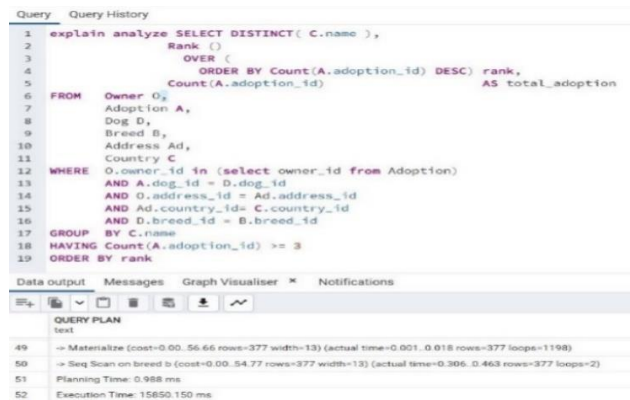 Query Query History
1 explain analyze SELECT DISTINCT( C.name ),
2 Rank ()
3 OVER (
4 ORDER BY Count(A.adoption_id) DESC) rank,
5 Count(A.adoption_id) AS total_adoption
6 FROM Owner O,
7 Adoption A,
8 Dog D,
9 Breed B,
10 Address Ad,
11 Country C
12 WHERE O.owner_id in (select owner_id from Adoption)
13 AND A.dog_id = D.dog_id
14 AND O.address_id = Ad.address_id
15 AND Ad.country_id= C.country_id
16 AND D.breed_id = B.breed_id
17 GROUP BY C.name
18 HAVING Count(A.adoption_id) >= 3
19 ORDER BY rank
Data output Messages Graph Visualiser × Notifications
QUERY PLAN
text
49 -> Materialize (cost=0.00..56.66 rows=377 width=13) (actual time=0.001..0.018 rows=377 loops=1198)
50 -> Seq Scan on breed b (cost=0.00..54.77 rows=377 width=13) (actual time=0.306..0.463 rows=377 loops=2)
51 Planning Time: 0.988 ms
52 Execution Time: 15850.150 ms